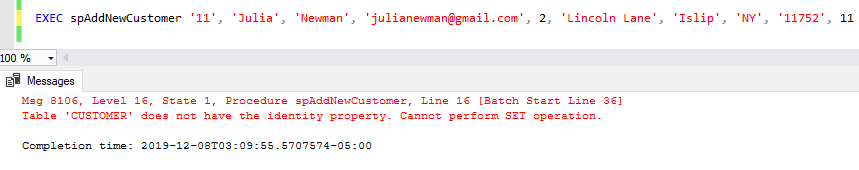 EXEC spAddNewCustomer '11', 'Julia', 'Newman', 'julianewman@gmail.com', 2, 'Lincoln Lane', 'Islip', 'NY', '11752', 11
100 %
Messages
Msg 8106, Level 16, State 1, Procedure spAddNewCustomer, Line 16 [Batch Start Line 36]
Table 'CUSTOMER' does not have the identity property. Cannot perform SET operation.
Completion time: 2019-12-08T03:09:55.5707574-05:00